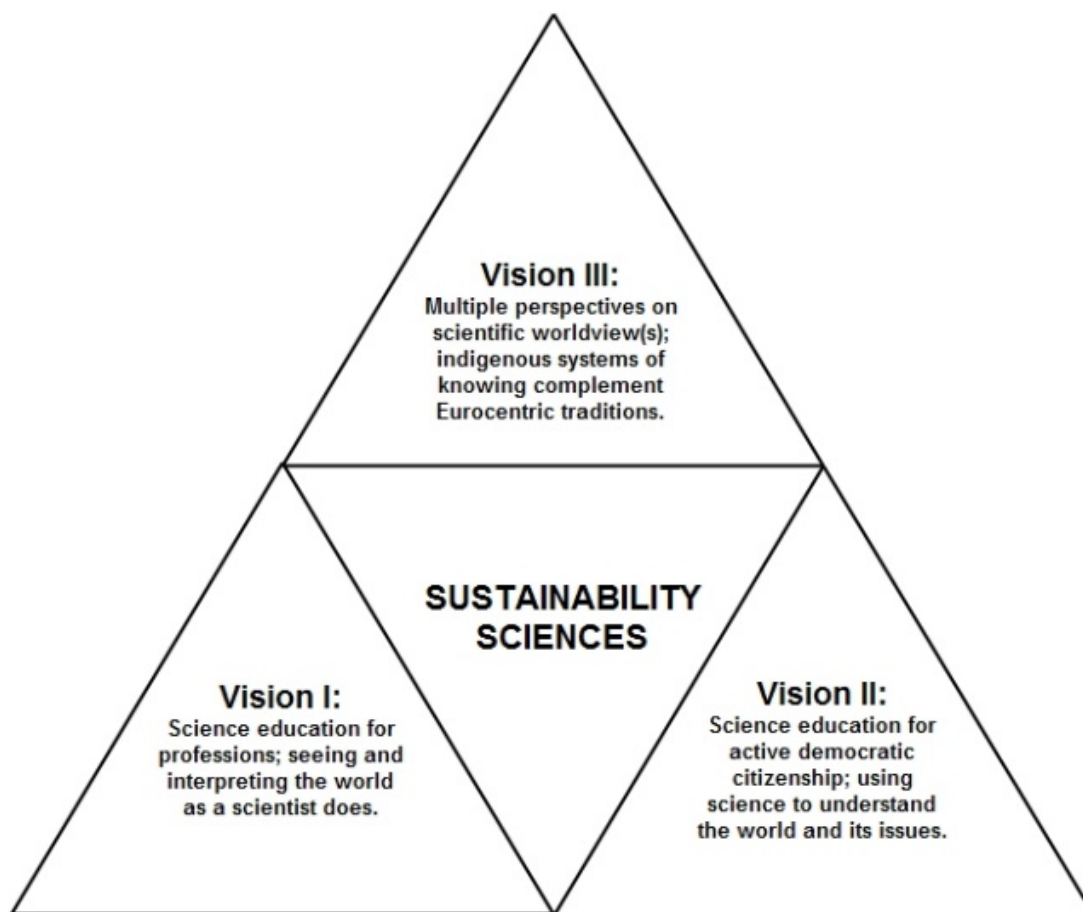 Vision III:
Multiple perspectives on
scientific worldview(s);
indigenous systems of
knowing complement
Eurocentric traditions.
SUSTAINABILITY
SCIENCES
Vision I:
Science education for
professions; seeing and
interpreting the world
as a scientist does.
Vision II:
Science education for
active democratic
citizenship; using
science to understand
the world and its issues.